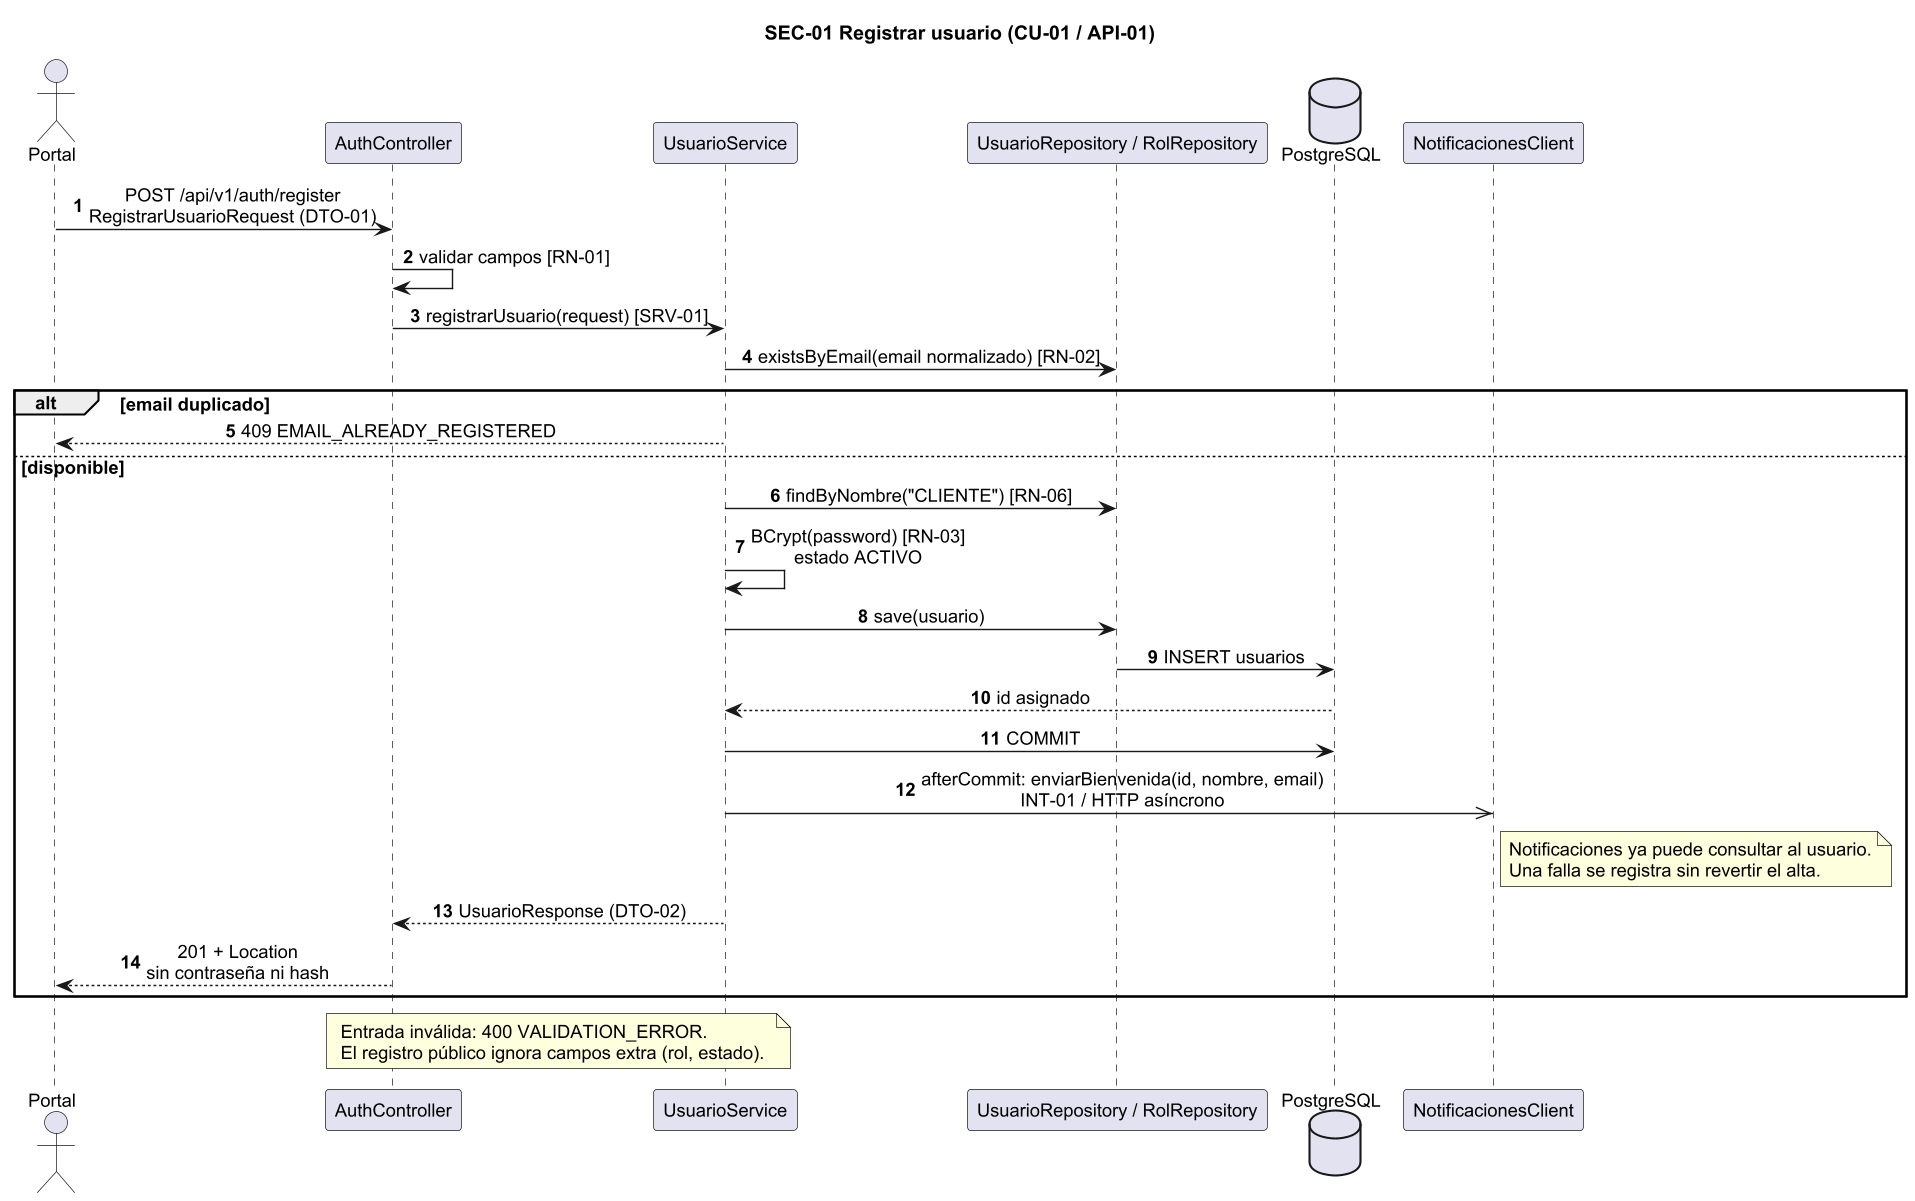 SEC-01 Registrar usuario (CU-01 / API-01)
Portal
AuthController
UsuarioService
UsuarioRepository / RolRepository
PostgreSQL
NotificacionesClient
1 POST /api/v1/auth/register
RegistrarUsuarioRequest (DTO-01)
2 validar campos [RN-01]
3 registrarUsuario(request) [SRV-01]
4 existsByEmail(email normalizado) [RN-02]
alt [email duplicado]
5 409 EMAIL_ALREADY_REGISTERED
[disponible]
6 findByNombre("CLIENTE") [RN-06]
7 BCrypt(password) [RN-03]
estado ACTIVO
8 save(usuario)
9 INSERT usuarios
10 id asignado
11 COMMIT
12 afterCommit: enviarBienvenida(id, nombre, email)
INT-01 / HTTP asíncrono
Notificaciones ya puede consultar al usuario.
Una falla se registra sin revertir el alta.
13 UsuarioResponse (DTO-02)
14 201 + Location
sin contraseña ni hash
Entrada inválida: 400 VALIDATION_ERROR.
El registro público ignora campos extra (rol, estado).
Portal
AuthController
UsuarioService
UsuarioRepository / RolRepository
PostgreSQL
NotificacionesClient